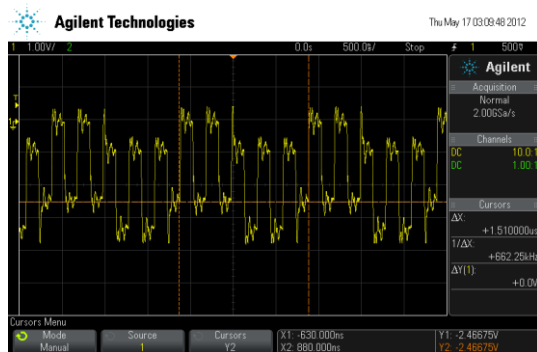 Agilent Technologies
Thu May 17 03:09:48 2012
1 1.00V/ 2 0.0s 500.0s/ Stop 1 500
Agilent
Acquisition
Normal
2.00GSa/s
Channels
DC 10.0:1
DC 1.00:1
Cursors
ΔX:
+1.510000us
1/ΔX:
+662.25kHz
ΔY(1):
+0.0V
Cursors Menu
Mode
Manual
Source
1
Cursors
Y2
X1: -630.000ns
X2: 880.000ns
Y1: -2.46675V
Y2: -2.46675V